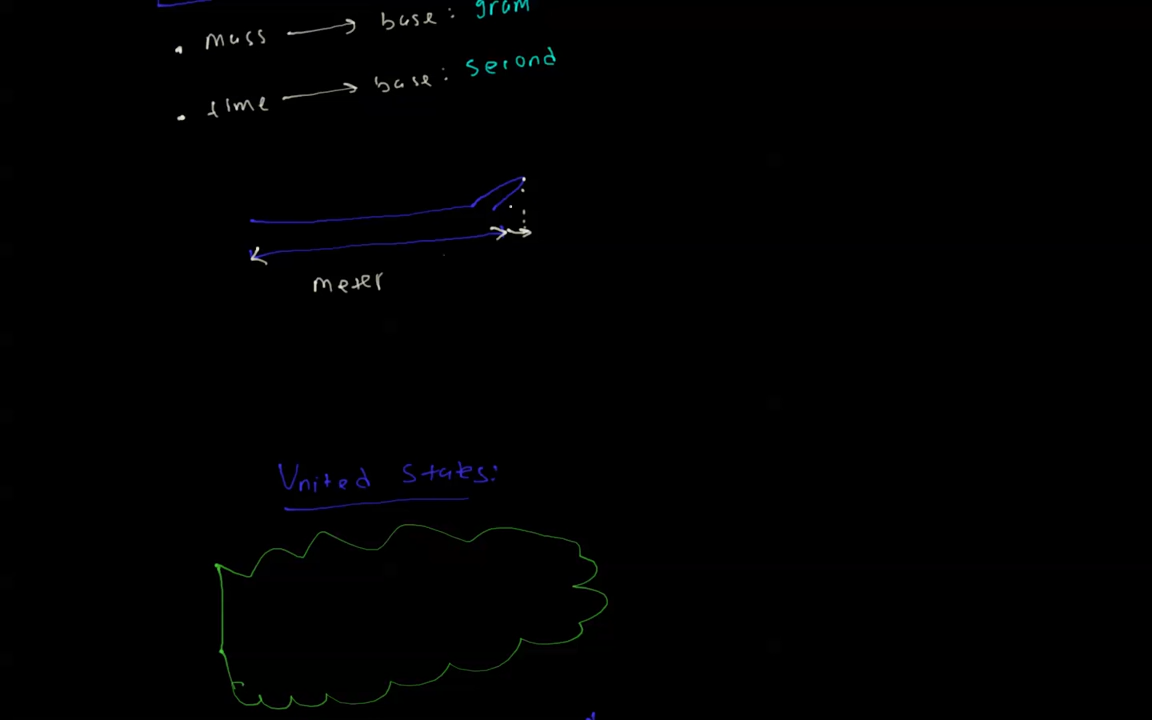 • mass → base: gram
• time → base: second
meter
United States: